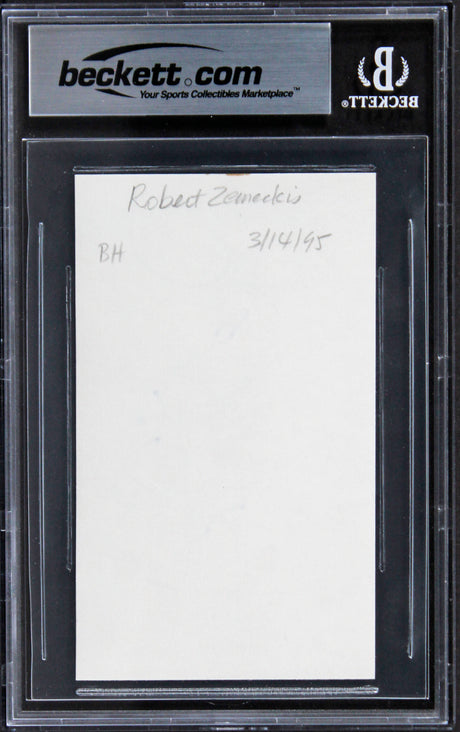 beckett.com
Your Sports Collectibles Marketplace™
B
BECKETT®
Robert Zemeckis
3/14/95
BH